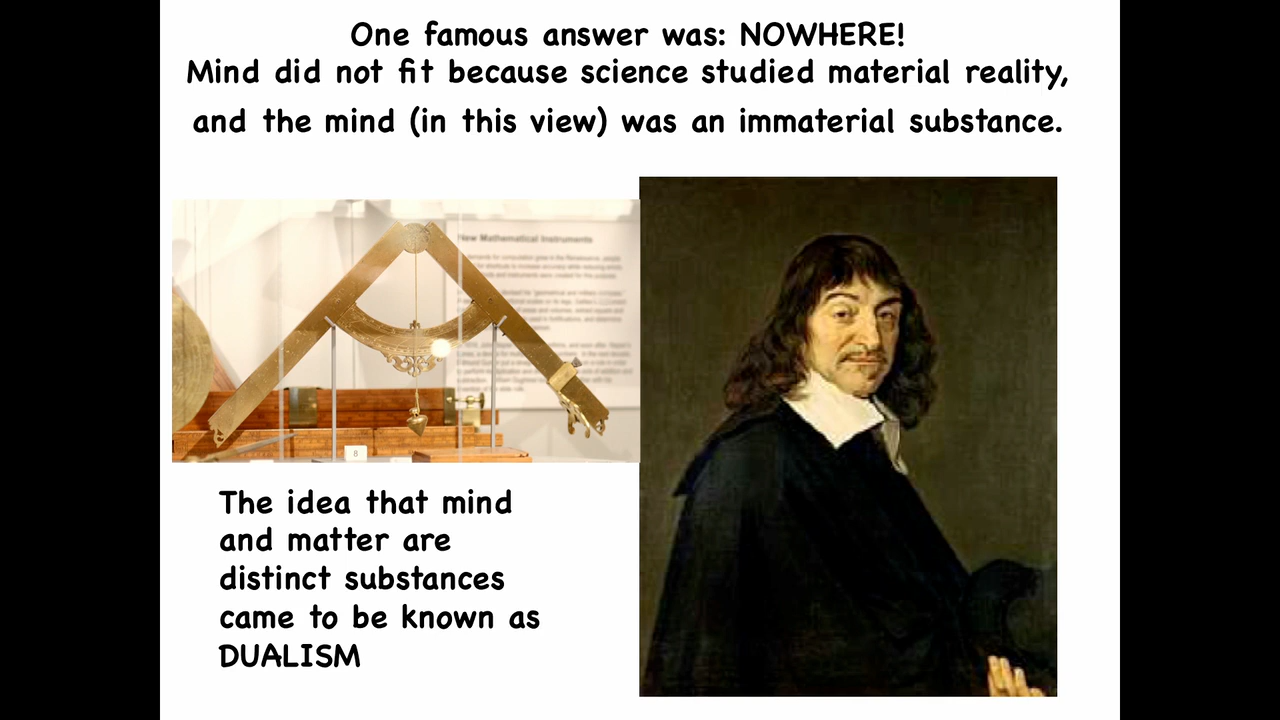 One famous answer was: NOWHERE!
Mind did not fit because science studied material reality,
and the mind (in this view) was an immaterial substance.
New Mathematical Instruments
8
The idea that mind
and matter are
distinct substances
came to be known as
DUALISM